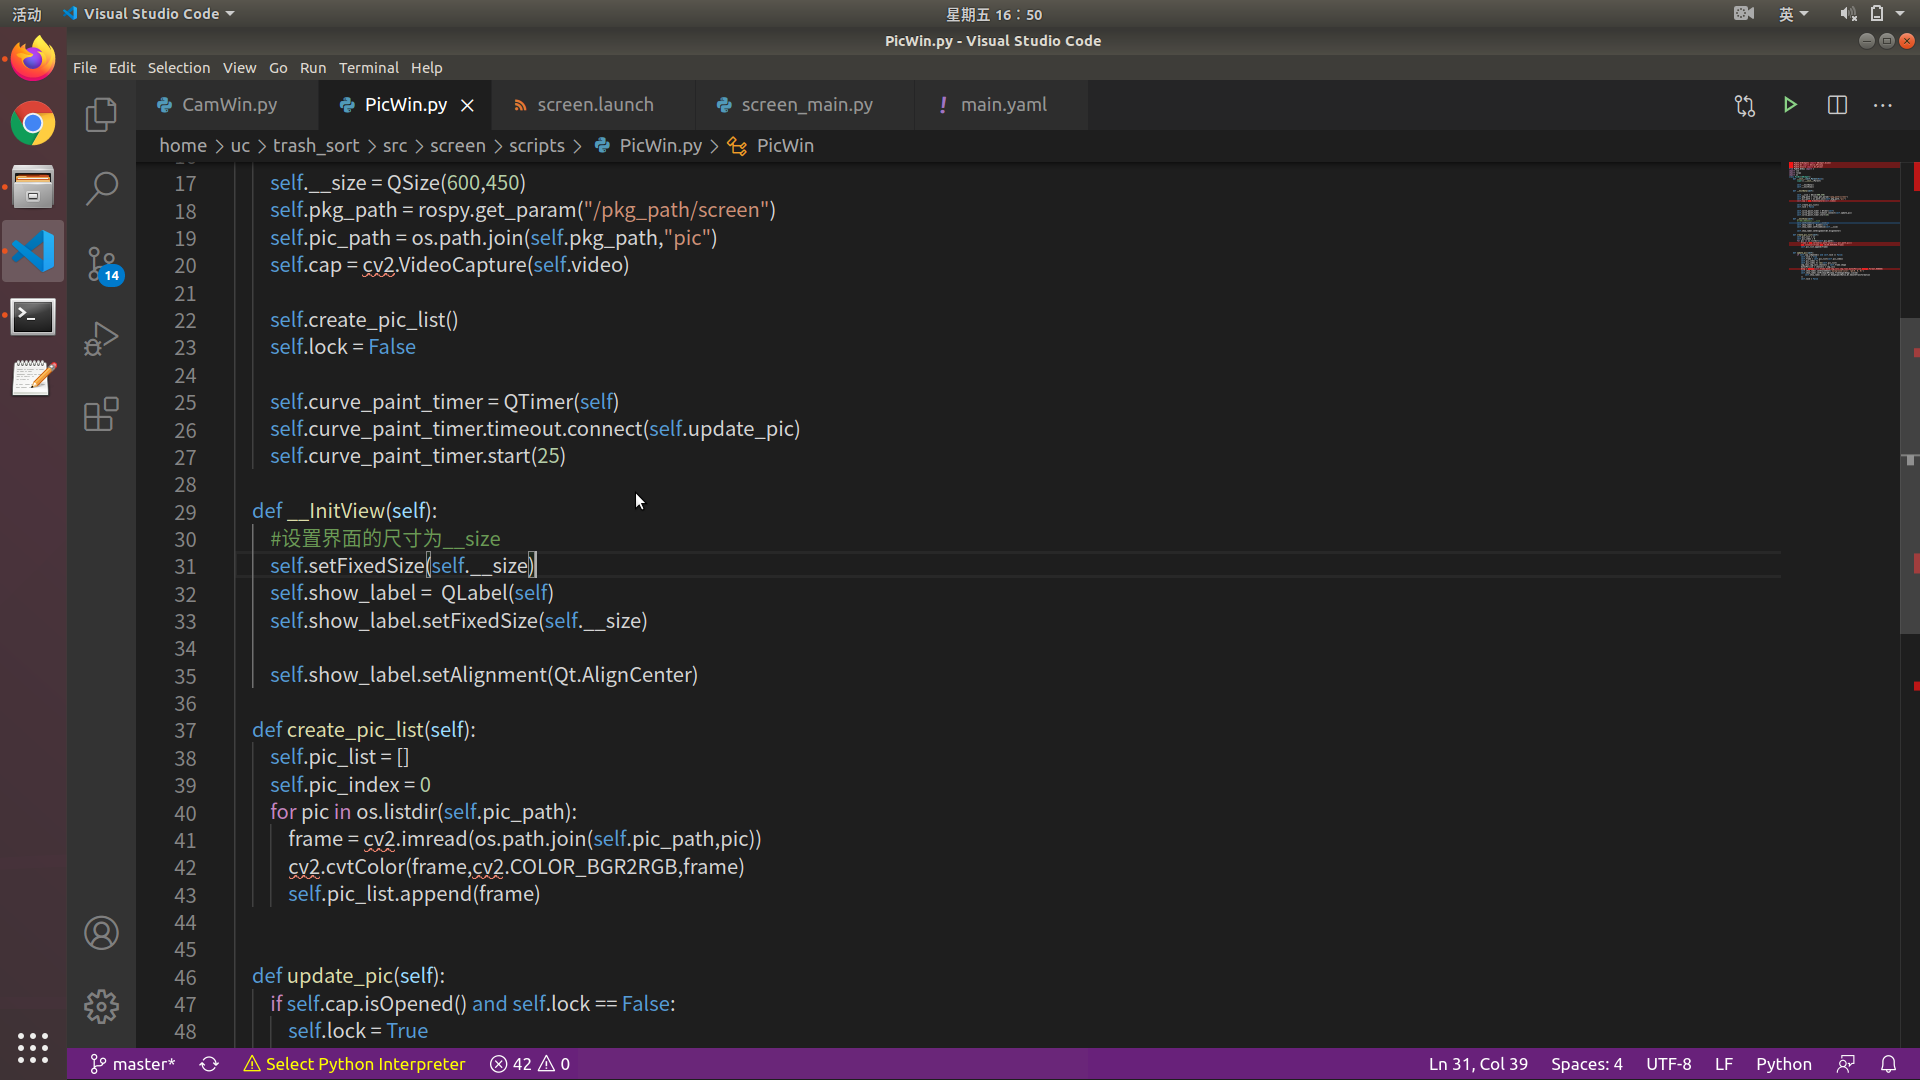 活动 Visual Studio Code 星期五 16：50 英
PicWin.py - Visual Studio Code
File Edit Selection View Go Run Terminal Help
CamWin.py PicWin.py screen.launch screen_main.py main.yaml
home > uc > trash_sort > src > screen > scripts > PicWin.py > PicWin
17 self.__size = QSize(600,450)
18 self.pkg_path = rospy.get_param("/pkg_path/screen")
19 self.pic_path = os.path.join(self.pkg_path,"pic")
20 self.cap = cv2.VideoCapture(self.video)
21
22 self.create_pic_list()
23 self.lock = False
24
25 self.curve_paint_timer = QTimer(self)
26 self.curve_paint_timer.timeout.connect(self.update_pic)
27 self.curve_paint_timer.start(25)
28
29 def __InitView(self):
30 #设置界面的尺寸为__size
31 self.setFixedSize(self.__size)
32 self.show_label = QLabel(self)
33 self.show_label.setFixedSize(self.__size)
34
35 self.show_label.setAlignment(Qt.AlignCenter)
36
37 def create_pic_list(self):
38 self.pic_list = []
39 self.pic_index = 0
40 for pic in os.listdir(self.pic_path):
41 frame = cv2.imread(os.path.join(self.pic_path,pic))
42 cv2.cvtColor(frame,cv2.COLOR_BGR2RGB,frame)
43 self.pic_list.append(frame)
44
45
46 def update_pic(self):
47 if self.cap.isOpened() and self.lock == False:
48 self.lock = True
14
master* Select Python Interpreter 42 0 Ln 31, Col 39 Spaces: 4 UTF-8 LF Python